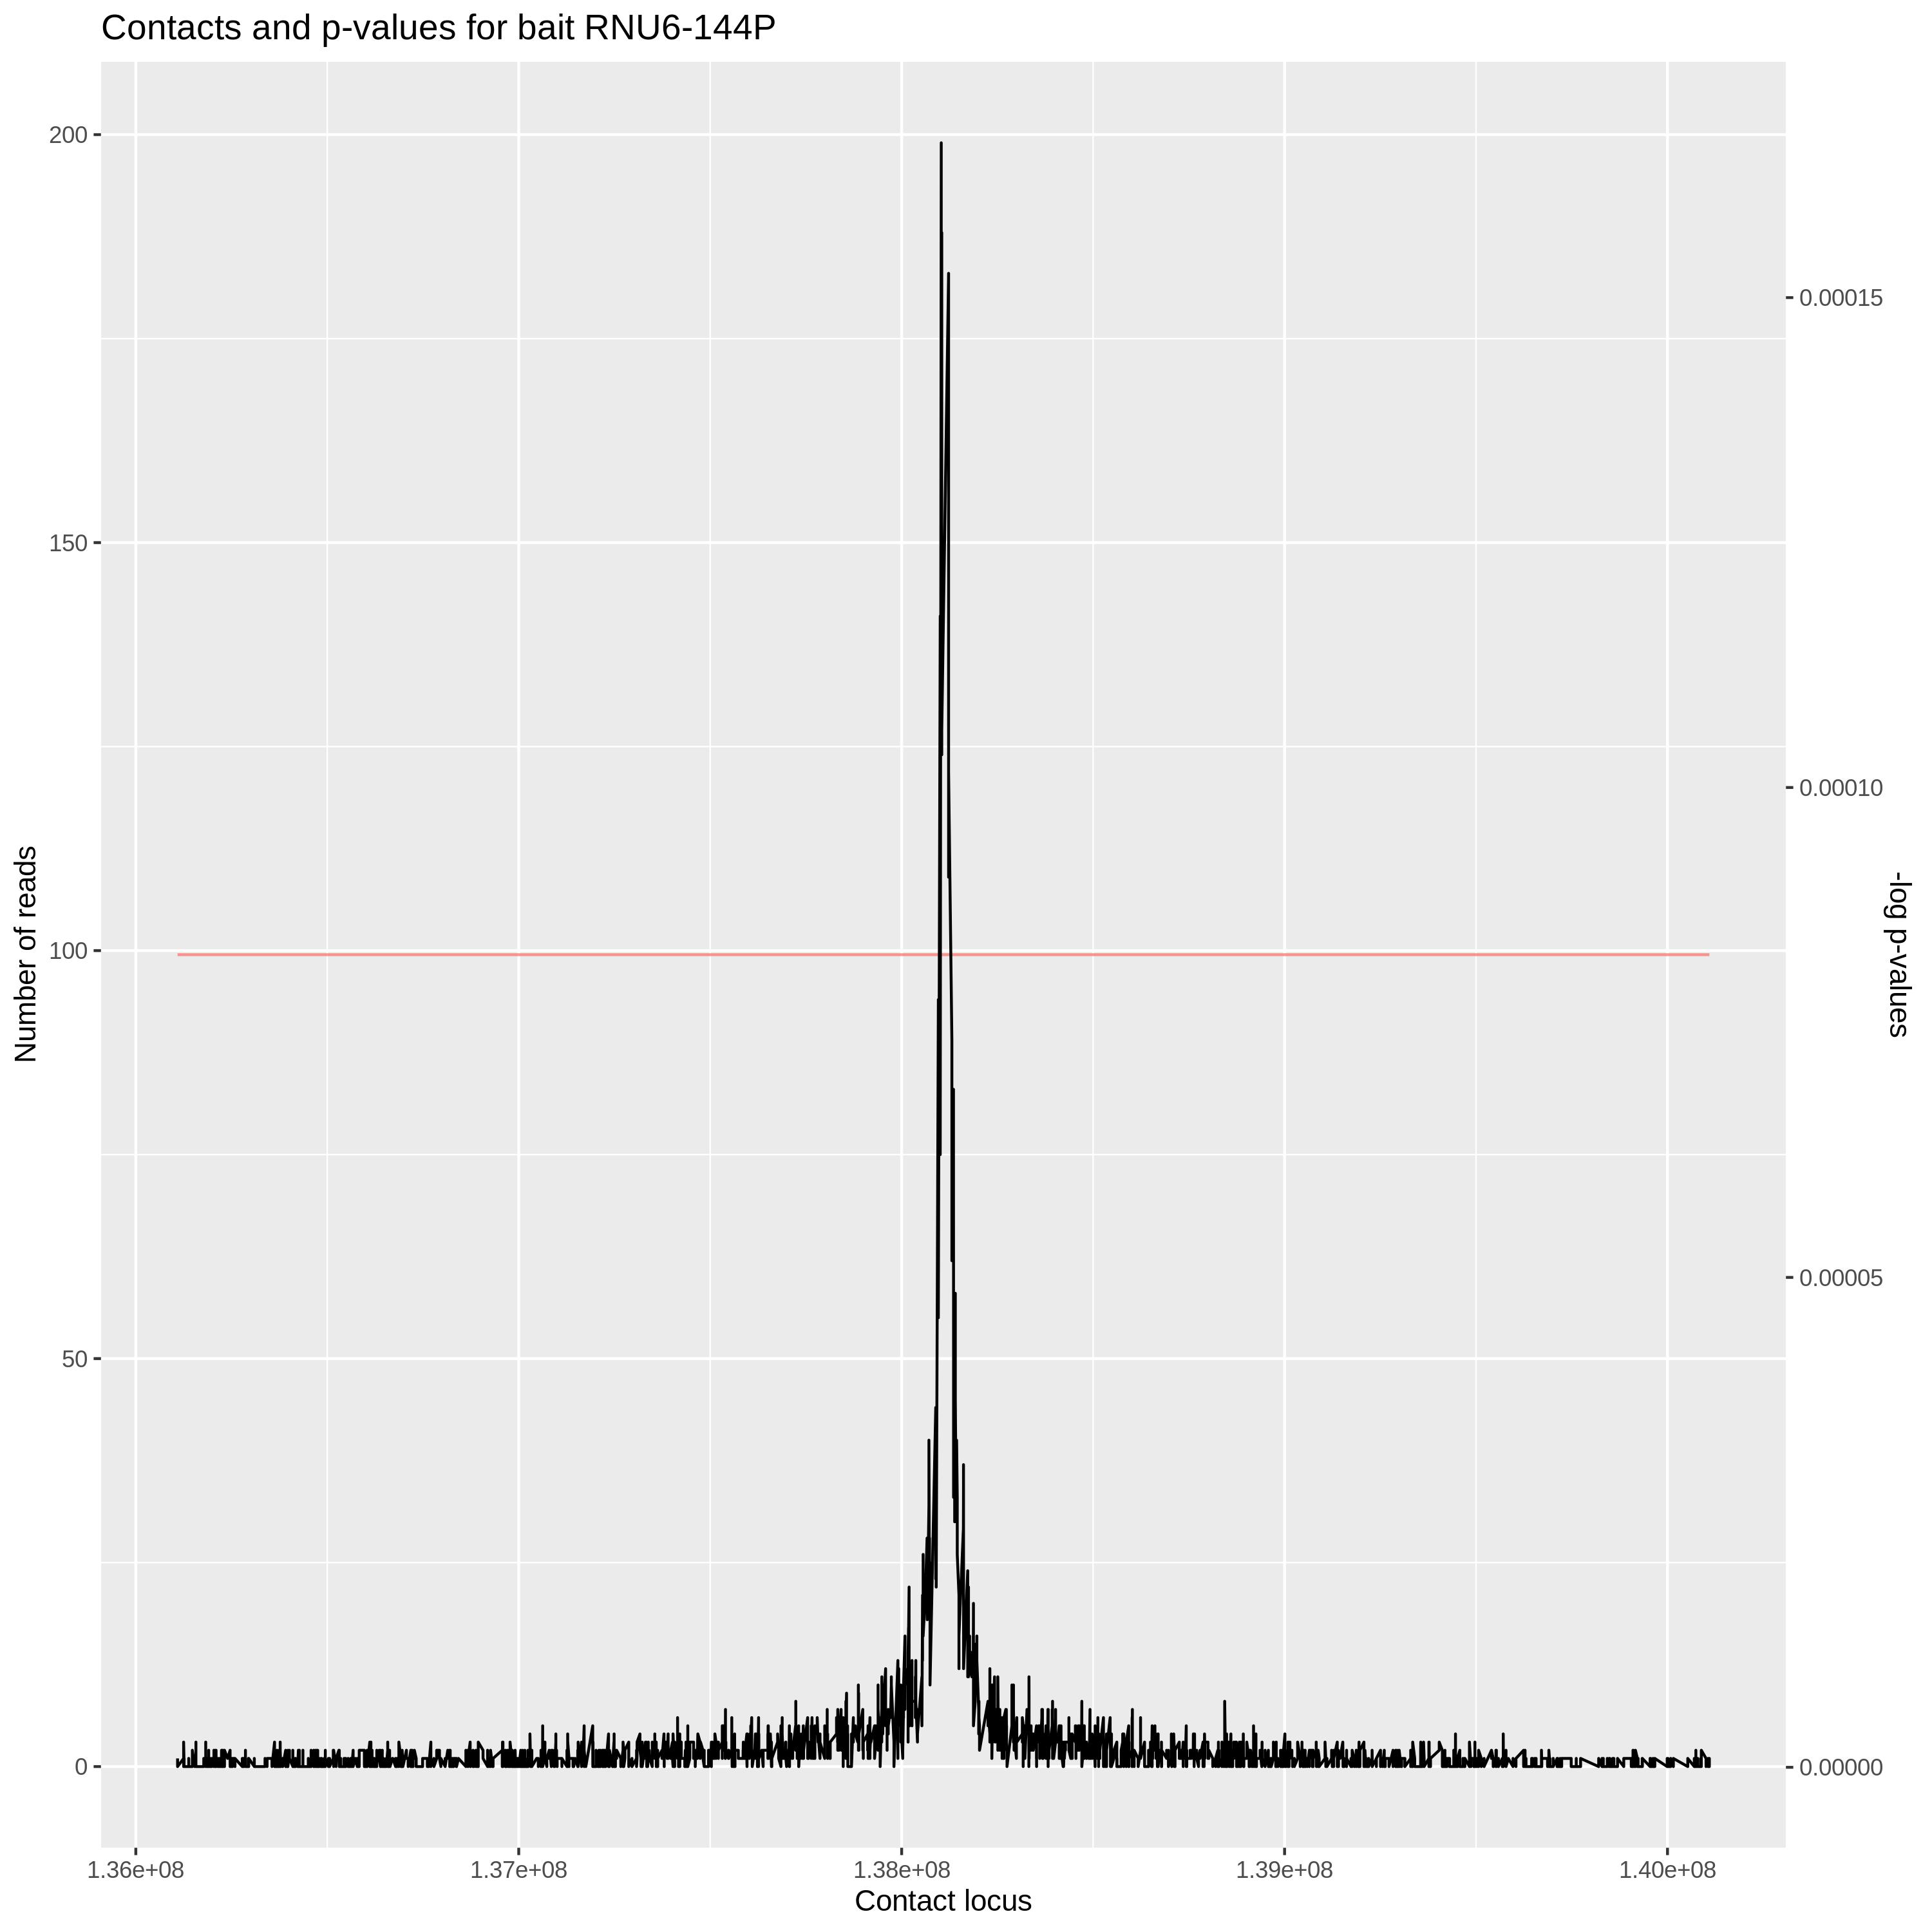 Contacts and p-values for bait RNU6-144P
200
150
100
50
0
Number of reads
0.00015
0.00010
0.00005
0.00000
-log p-values
1.36e+08 1.37e+08 1.38e+08 1.39e+08 1.40e+08
Contact locus